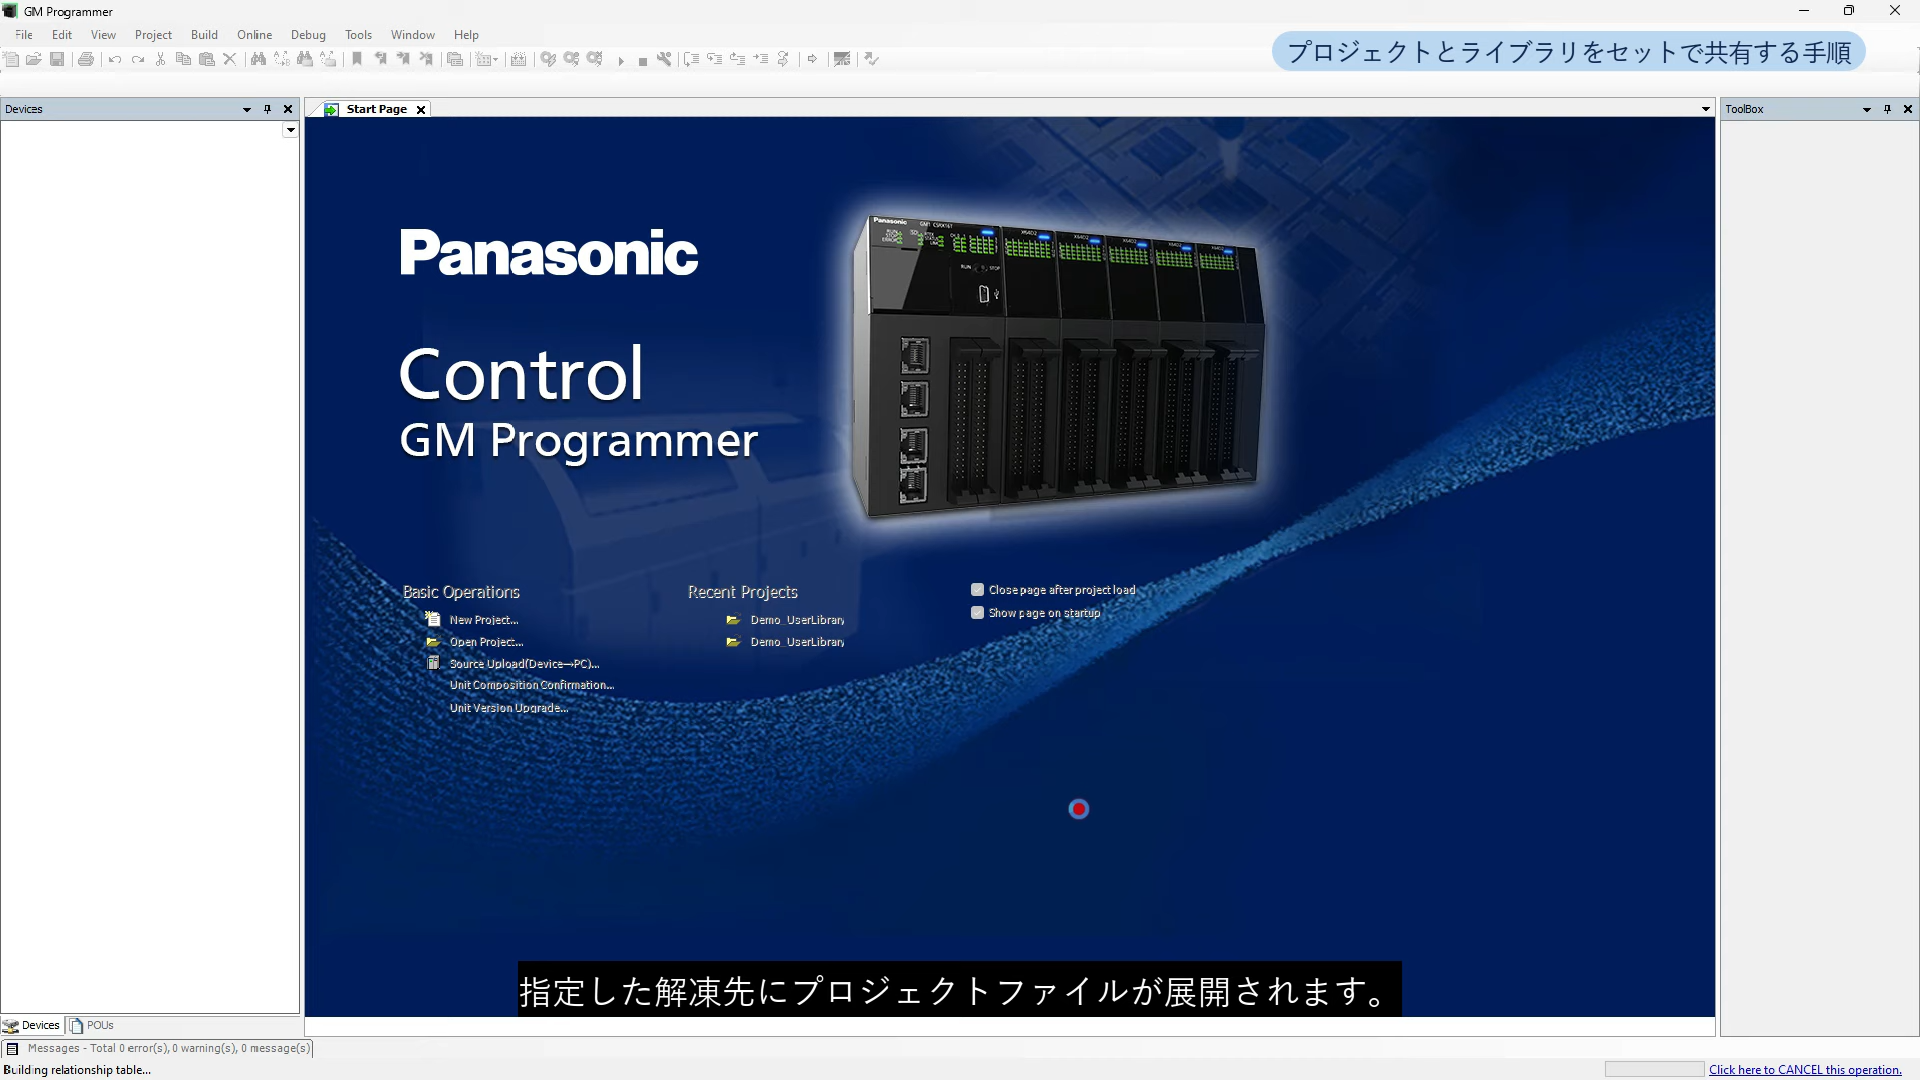 GM Programmer
File Edit View Project Build Online Debug Tools Window Help
プロジェクトとライブラリをセットで共有する手順
Devices
Start Page
ToolBox
Panasonic
Control
GM Programmer
Panasonic
RUN STOP
Basic Operations
New Project...
Open Project...
Source Upload(Device→PC)...
Unit Composition Confirmation...
Unit Version Upgrade...
Recent Projects
Demo_UserLibrary
Demo_UserLibrary
Close page after project load
Show page on startup
指定した解凍先にプロジェクトファイルが展開されます。
Devices POUs
Messages - Total 0 error(s), 0 warning(s), 0 message(s)
Building relationship table...
Click here to CANCEL this operation.